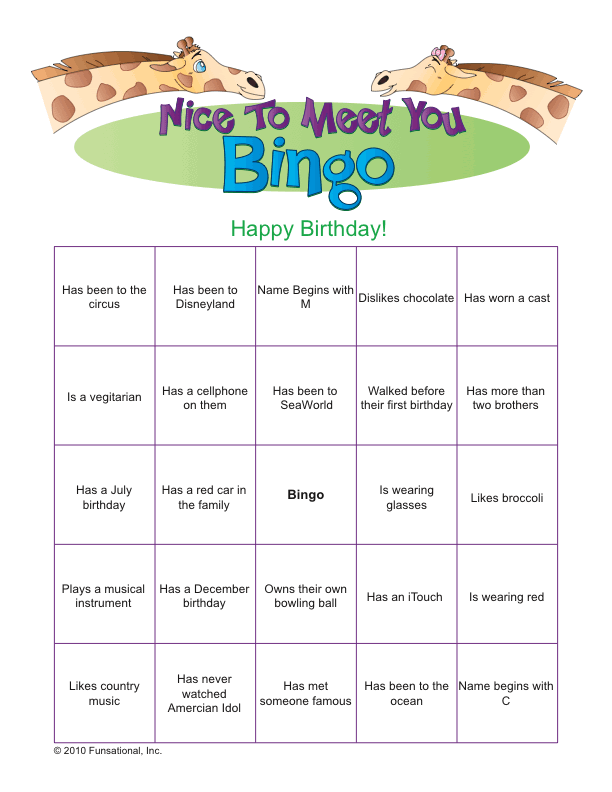 Nice To Meet You
Bingo
Happy Birthday!
Has been to the
circus
Has been to
Disneyland
Name Begins with
M
Dislikes chocolate
Has worn a cast
Is a vegitarian
Has a cellphone
on them
Has been to
SeaWorld
Walked before
their first birthday
Has more than
two brothers
Has a July
birthday
Has a red car in
the family
Bingo
Is wearing
glasses
Likes broccoli
Plays a musical
instrument
Has a December
birthday
Owns their own
bowling ball
Has an iTouch
Is wearing red
Likes country
music
Has never
watched
Amercian Idol
Has met
someone famous
Has been to the
ocean
Name begins with
C
© 2010 Funsational, Inc.